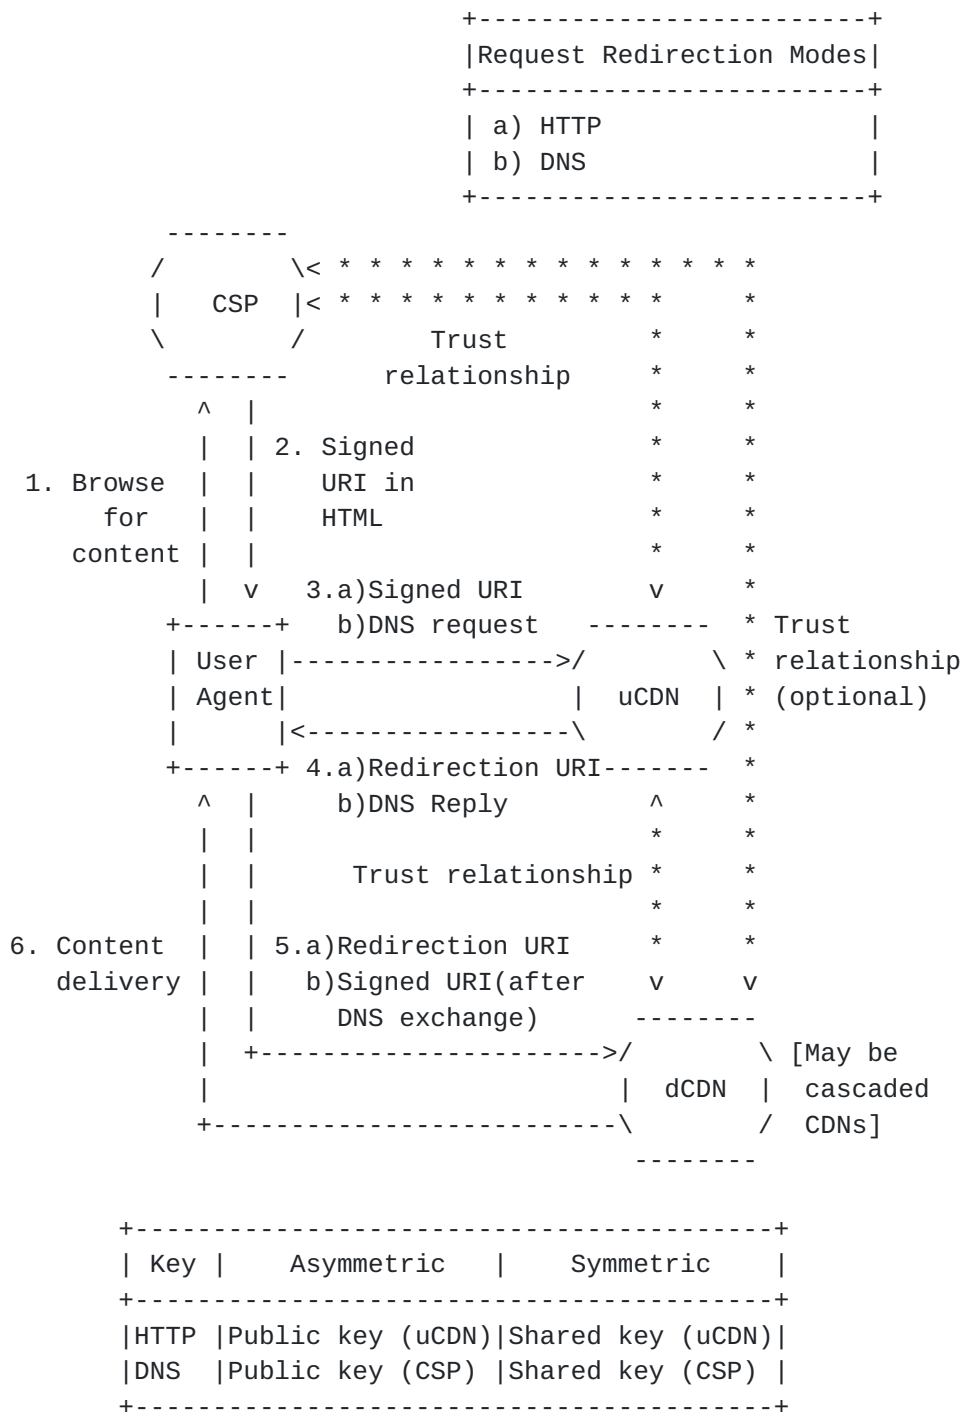 +-------------------------+
                              |Request Redirection Modes|
                              +-------------------------+
                              | a) HTTP                 |
                              | b) DNS                  |
                              +-------------------------+
           --------
          /        \< * * * * * * * * * * * * * *
          |   CSP  |< * * * * * * * * * * *     *
          \        /        Trust         *     *
           --------      relationship     *     *
             ^  |                         *     *
             |  | 2. Signed               *     *
  1. Browse  |  |    URI in               *     *
       for   |  |    HTML                 *     *
     content |  |                         *     *
             |  v   3.a)Signed URI        v     *
           +------+   b)DNS request   --------  * Trust
           | User |----------------->/        \ * relationship
           | Agent|                  |  uCDN  | * (optional)
           |      |<-----------------\        / *
           +------+ 4.a)Redirection URI-------  *
             ^  |     b)DNS Reply         ^     *
             |  |                         *     *
             |  |      Trust relationship *     *
             |  |                         *     *
 6. Content  |  | 5.a)Redirection URI     *     *
    delivery |  |   b)Signed URI(after    v     v
             |  |     DNS exchange)      --------
             |  +---------------------->/        \ [May be
             |                          |  dCDN  |  cascaded
             +--------------------------\        /  CDNs]
                                         --------
        +-----------------------------------------+
        | Key |    Asymmetric   |    Symmetric    |
        +-----------------------------------------+
        |HTTP |Public key (uCDN)|Shared key (uCDN)|
        |DNS  |Public key (CSP) |Shared key (CSP) |
        +-----------------------------------------+